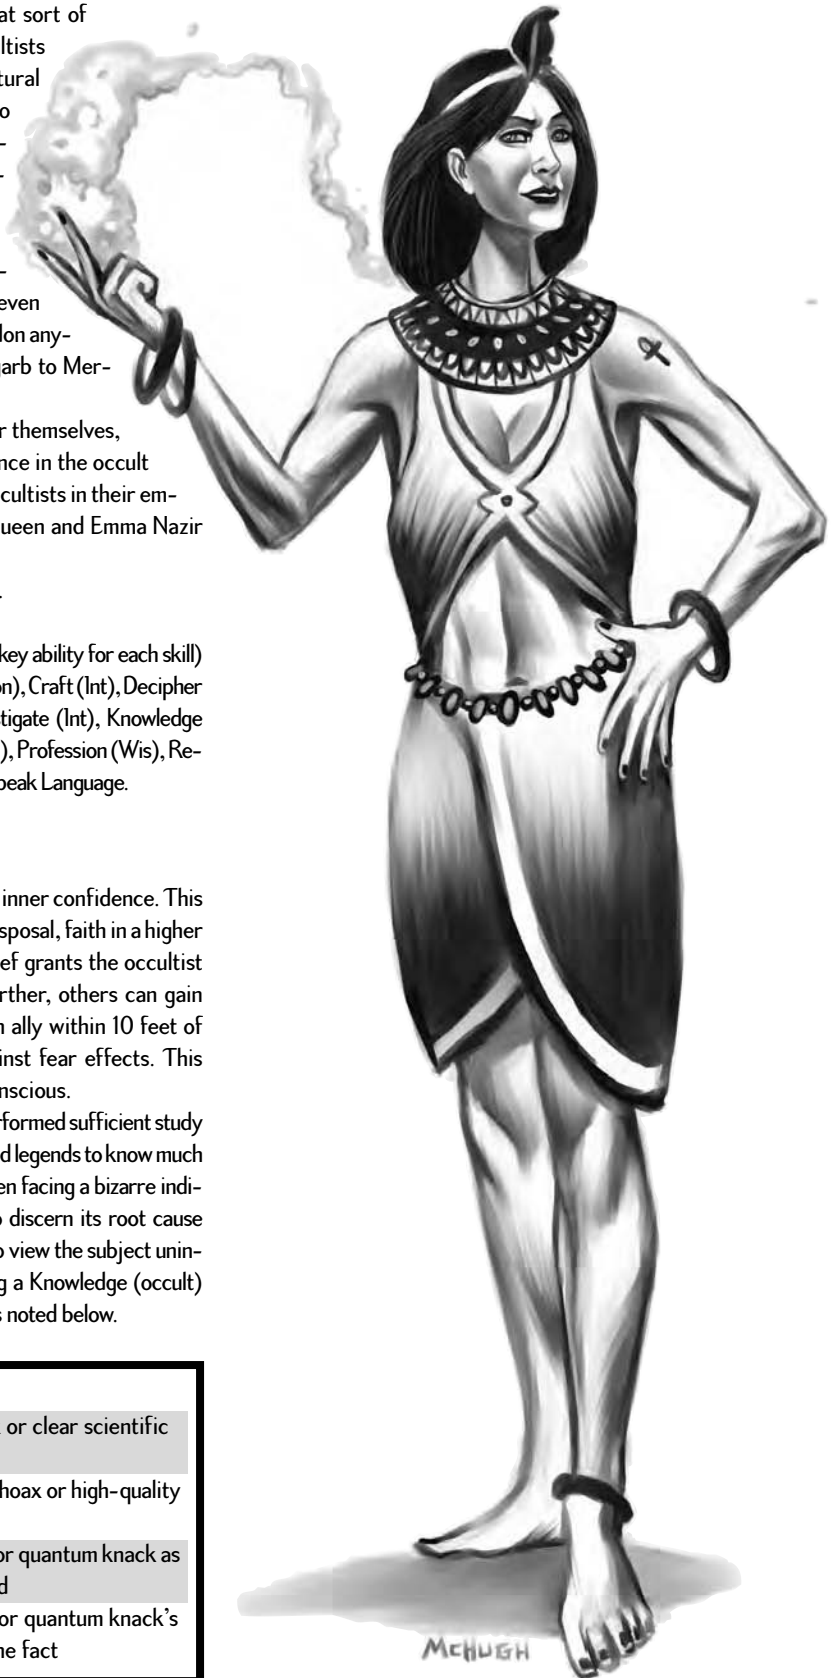 at sort of
ltists
tural
o
-
-
-
even
don any-
garb to Mer-
r themselves,
nce in the occult
cultists in their em-
ueen and Emma Nazir
.
key ability for each skill)
on), Craft (Int), Decipher
stigate (Int), Knowledge
), Profession (Wis), Re-
peak Language.
inner confidence. This
sposal, faith in a higher
ef grants the occultist
rther, others can gain
n ally within 10 feet of
inst fear effects. This
nscious.
rformed sufficient study
d legends to know much
en facing a bizarre indi-
o discern its root cause
o view the subject unin-
g a Knowledge (occult)
s noted below.
or clear scientific
hoax or high-quality
or quantum knack as
d
or quantum knack's
he fact
McHUGH